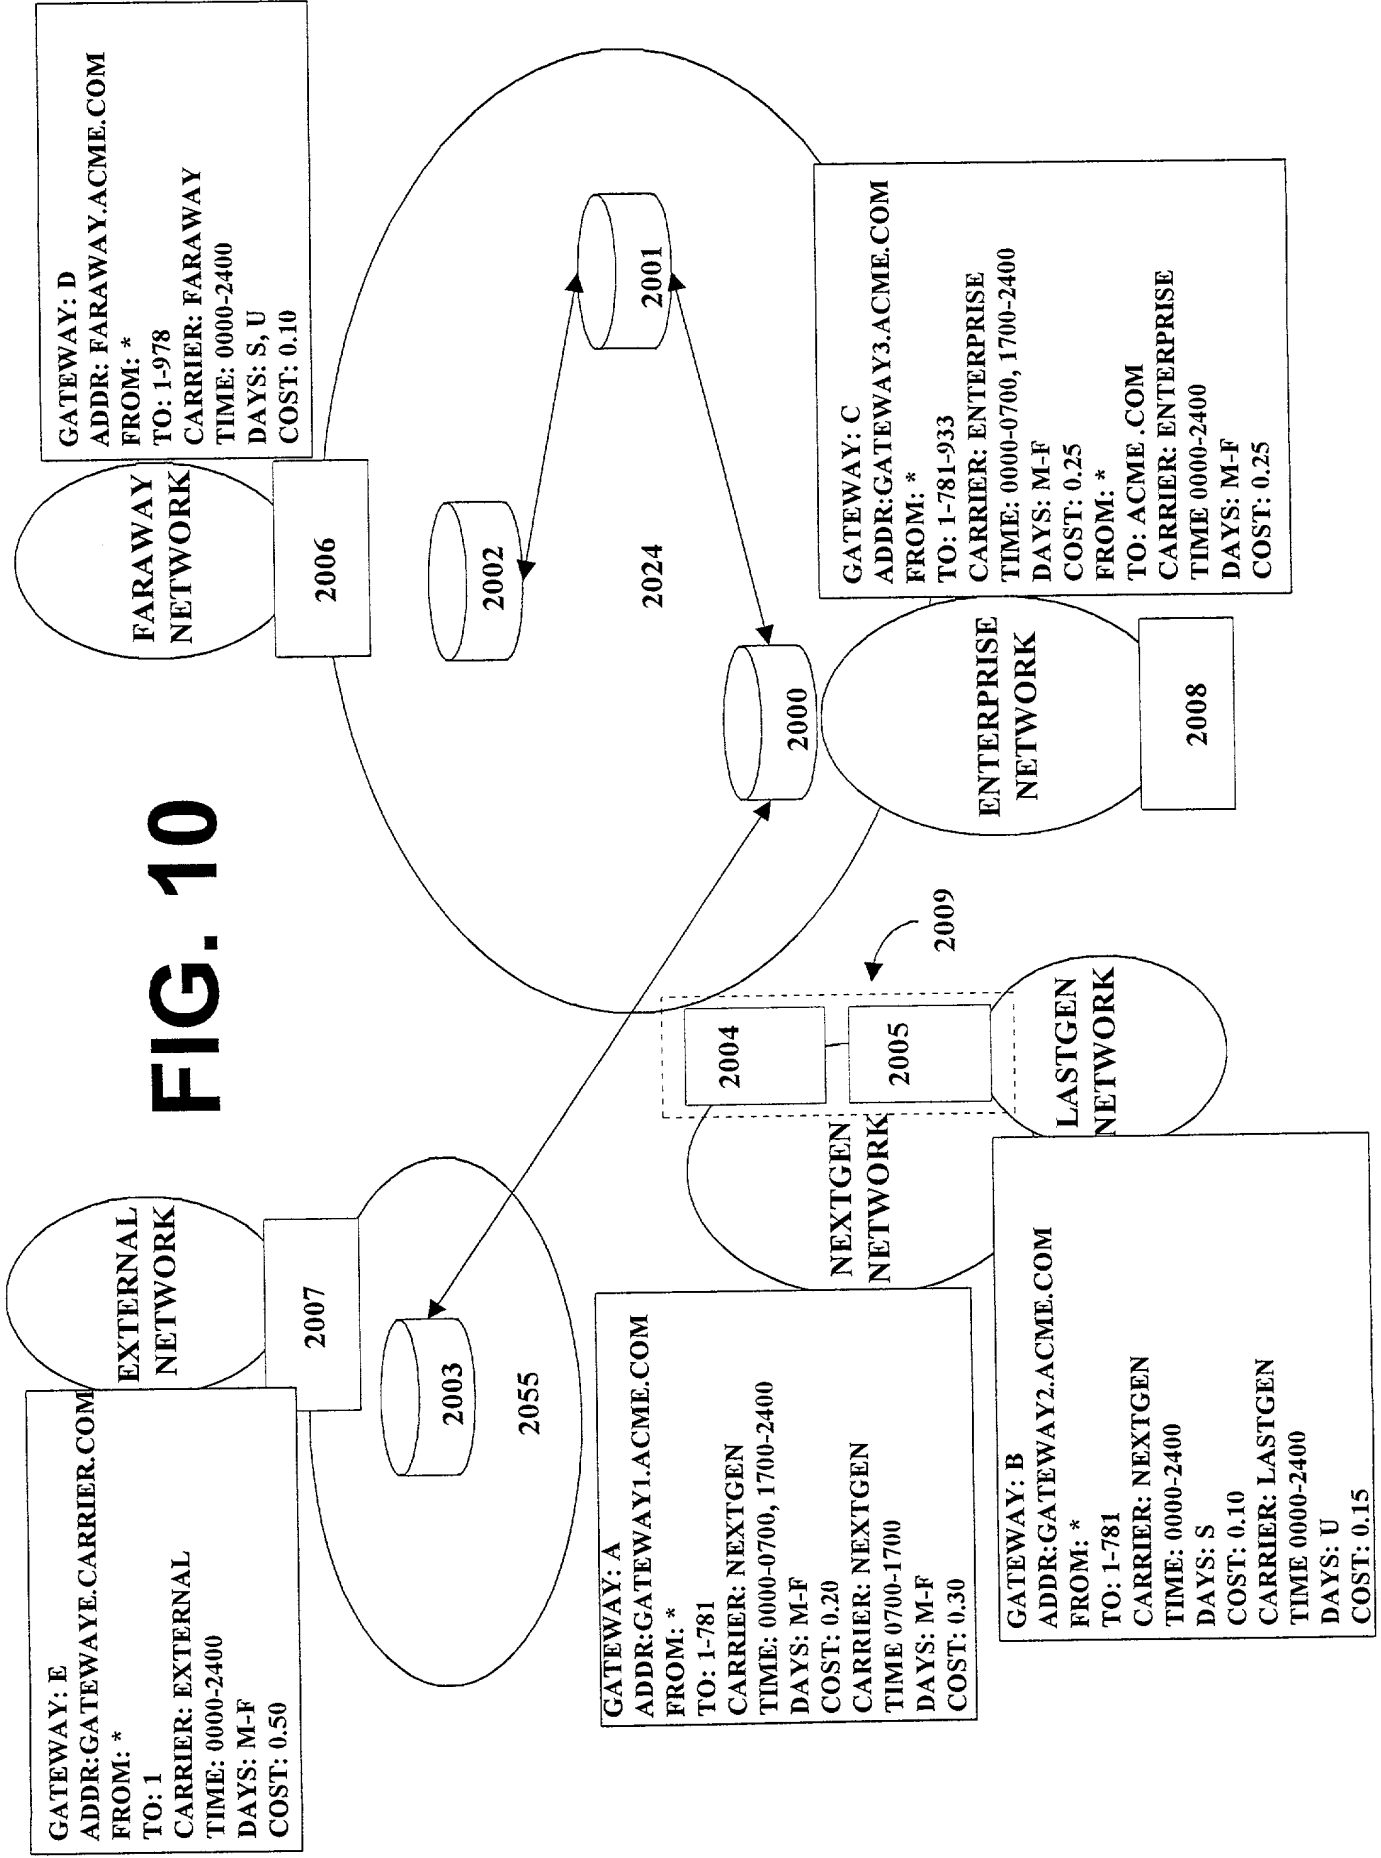 FIG. 10
GATEWAY: E
ADDR:GATEWAYE.CARRIER.COM
FROM: *
TO: 1
CARRIER: EXTERNAL
TIME: 0000-2400
DAYS: M-F
COST: 0.50
EXTERNAL
NETWORK
2007
2003
2055
FARAWAY
NETWORK
2006
GATEWAY: D
ADDR: FARAWAY.ACME.COM
FROM: *
TO: 1-978
CARRIER: FARAWAY
TIME: 0000-2400
DAYS: S, U
COST: 0.10
2002
2024
2001
2000
GATEWAY: A
ADDR:GATEWAY1.ACME.COM
FROM: *
TO: 1-781
CARRIER: NEXTGEN
TIME: 0000-0700, 1700-2400
DAYS: M-F
COST: 0.20
CARRIER: NEXTGEN
TIME 0700-1700
DAYS: M-F
COST: 0.30
NEXTGEN
NETWORK
2004
2005
2009
GATEWAY: B
ADDR:GATEWAY2.ACME.COM
FROM: *
TO: 1-781
CARRIER: NEXTGEN
TIME: 0000-2400
DAYS: S
COST: 0.10
CARRIER: LASTGEN
TIME 0000-2400
DAYS: U
COST: 0.15
LASTGEN
NETWORK
ENTERPRISE
NETWORK
2008
GATEWAY: C
ADDR:GATEWAY3.ACME.COM
FROM: *
TO: 1-781-933
CARRIER: ENTERPRISE
TIME: 0000-0700, 1700-2400
DAYS: M-F
COST: 0.25
FROM: *
TO: ACME .COM
CARRIER: ENTERPRISE
TIME 0000-2400
DAYS: M-F
COST: 0.25